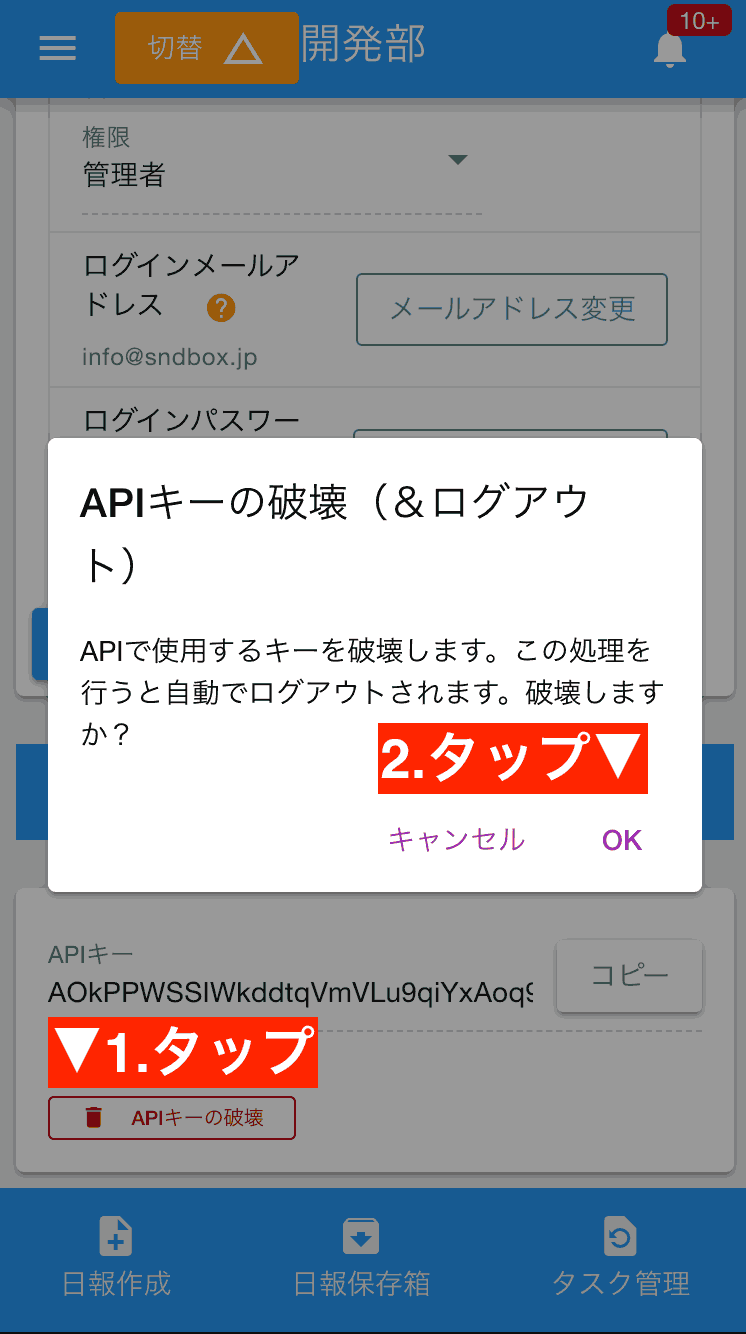 切替
開発部
10+
権限
管理者
ログインメールア
ドレス
?
メールアドレス変更
info@sndbox.jp
ログインパスワー
APIキーの破壊（＆ログアウ
ト）
APIで使用するキーを破壊します。この処理を
行うと自動でログアウトされます。破壊します
か？
2.タップ▼
キャンセル
OK
APIキー
AOkPPWSSIWkddtqVmVLu9qiYxAoq9
コピー
▼1.タップ
APIキーの破壊
日報作成
日報保存箱
タスク管理